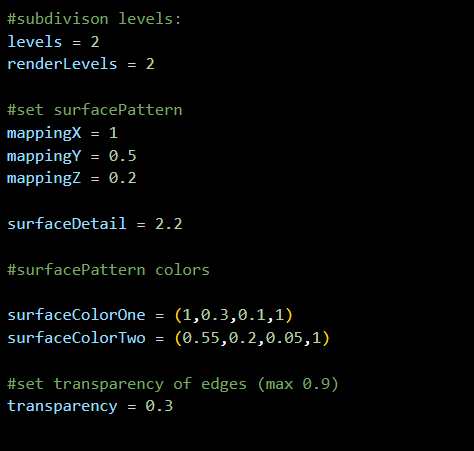 #subdivison levels:
levels = 2
renderLevels = 2
#set surfacePattern
mappingX = 1
mappingY = 0.5
mappingZ = 0.2
surfaceDetail = 2.2
#surfacePattern colors
surfaceColorOne = (1,0.3,0.1,1)
surfaceColorTwo = (0.55,0.2,0.05,1)
#set transparency of edges (max 0.9)
transparency = 0.3